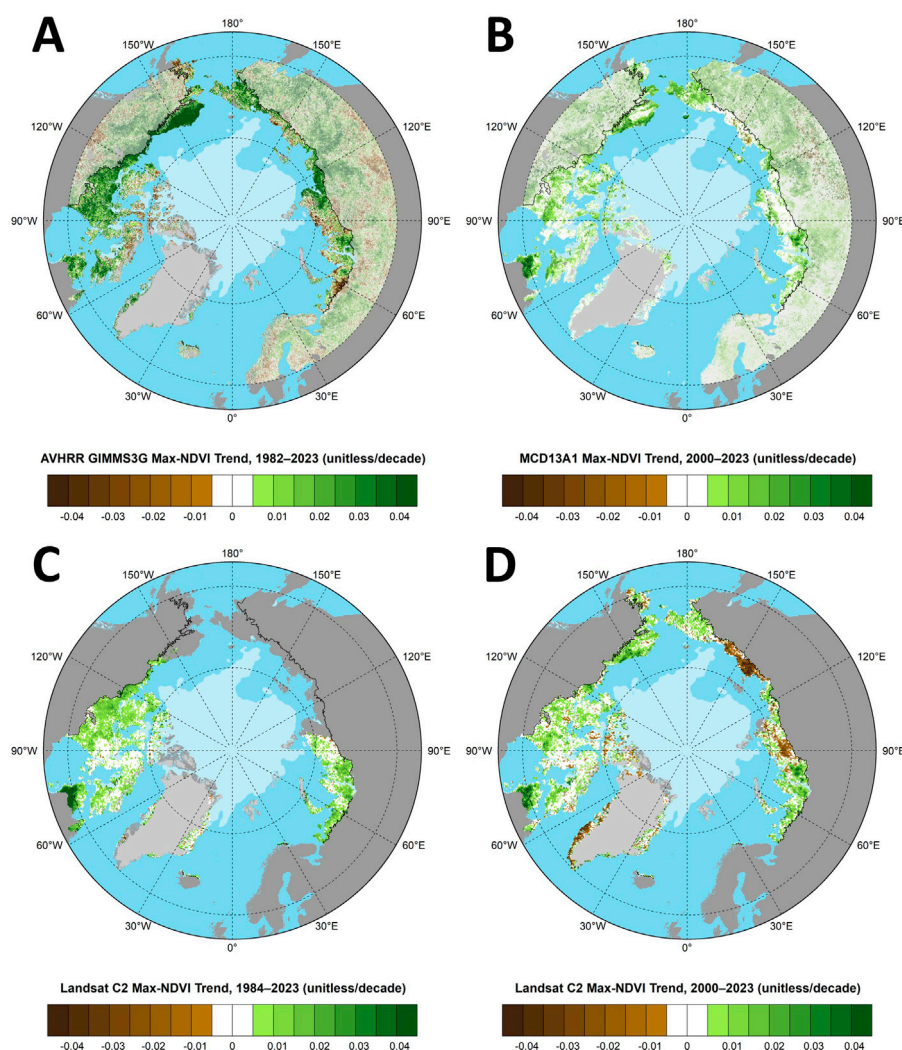 A
180°
150°W
150°E
120°W
120°E
90°W
90°E
60°W
60°E
30°W
30°E
0°
AVHRR GIMMS3G Max-NDVI Trend, 1982–2023 (unitless/decade)
-0.04 -0.03 -0.02 -0.01 0 0.01 0.02 0.03 0.04
B
180°
150°W
150°E
120°W
120°E
90°W
90°E
60°W
60°E
30°W
30°E
0°
MCD13A1 Max-NDVI Trend, 2000–2023 (unitless/decade)
-0.04 -0.03 -0.02 -0.01 0 0.01 0.02 0.03 0.04
C
180°
150°W
150°E
120°W
120°E
90°W
90°E
60°W
60°E
30°W
30°E
0°
Landsat C2 Max-NDVI Trend, 1984–2023 (unitless/decade)
-0.04 -0.03 -0.02 -0.01 0 0.01 0.02 0.03 0.04
D
180°
150°W
150°E
120°W
120°E
90°W
90°E
60°W
60°E
30°W
30°E
0°
Landsat C2 Max-NDVI Trend, 2000–2023 (unitless/decade)
-0.04 -0.03 -0.02 -0.01 0 0.01 0.02 0.03 0.04